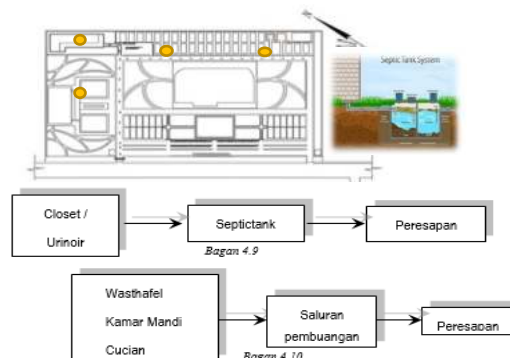 Septic Tank System
Closet /
Urinoir
Septictank
Peresapan
Bagan 4.9
Wasthafel
Kamar Mandi
Cucian
Saluran
pembuangan
Peresapan
Bagan 4.10